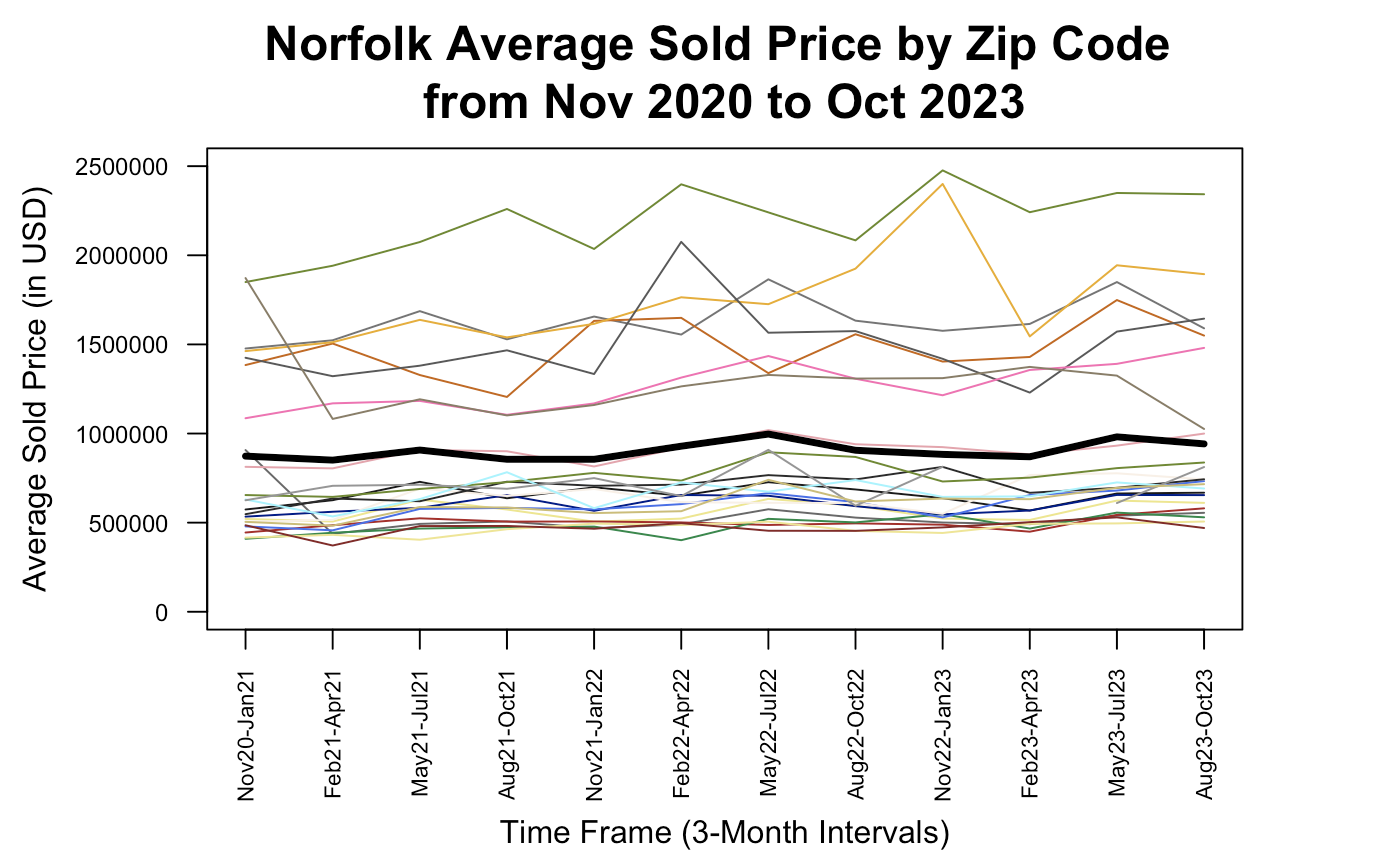 Norfolk Average Sold Price by Zip Code
from Nov 2020 to Oct 2023
Average Sold Price (in USD)
2500000
2000000
1500000
1000000
500000
0
Nov20-Jan21
Feb21-Apr21
May21-Jul21
Aug21-Oct21
Nov21-Jan22
Feb22-Apr22
May22-Jul22
Aug22-Oct22
Nov22-Jan23
Feb23-Apr23
May23-Jul23
Aug23-Oct23
Time Frame (3-Month Intervals)